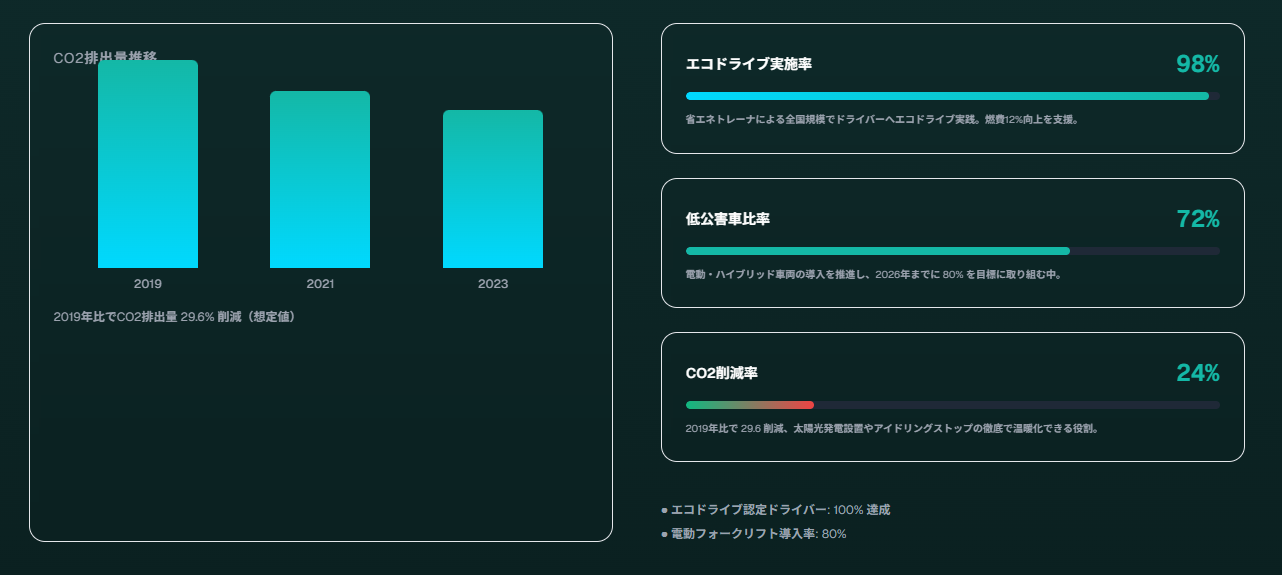 CO2排出量推移
2019
2021
2023
2019年比でCO2排出量 29.6% 削減（想定値）
エコドライブ実施率
98%
省エネトレーナによる全国規模でドライバーへエコドライブ実践。燃費12%向上を支援。
低公害車比率
72%
電動・ハイブリッド車両の導入を推進し、2026年までに 80% を目標に取り組む中。
CO2削減率
24%
2019年比で 29.6 削減、太陽光発電設置やアイドリングストップの徹底で温暖化できる役割。
● エコドライブ認定ドライバー: 100% 達成
● 電動フォークリフト導入率: 80%